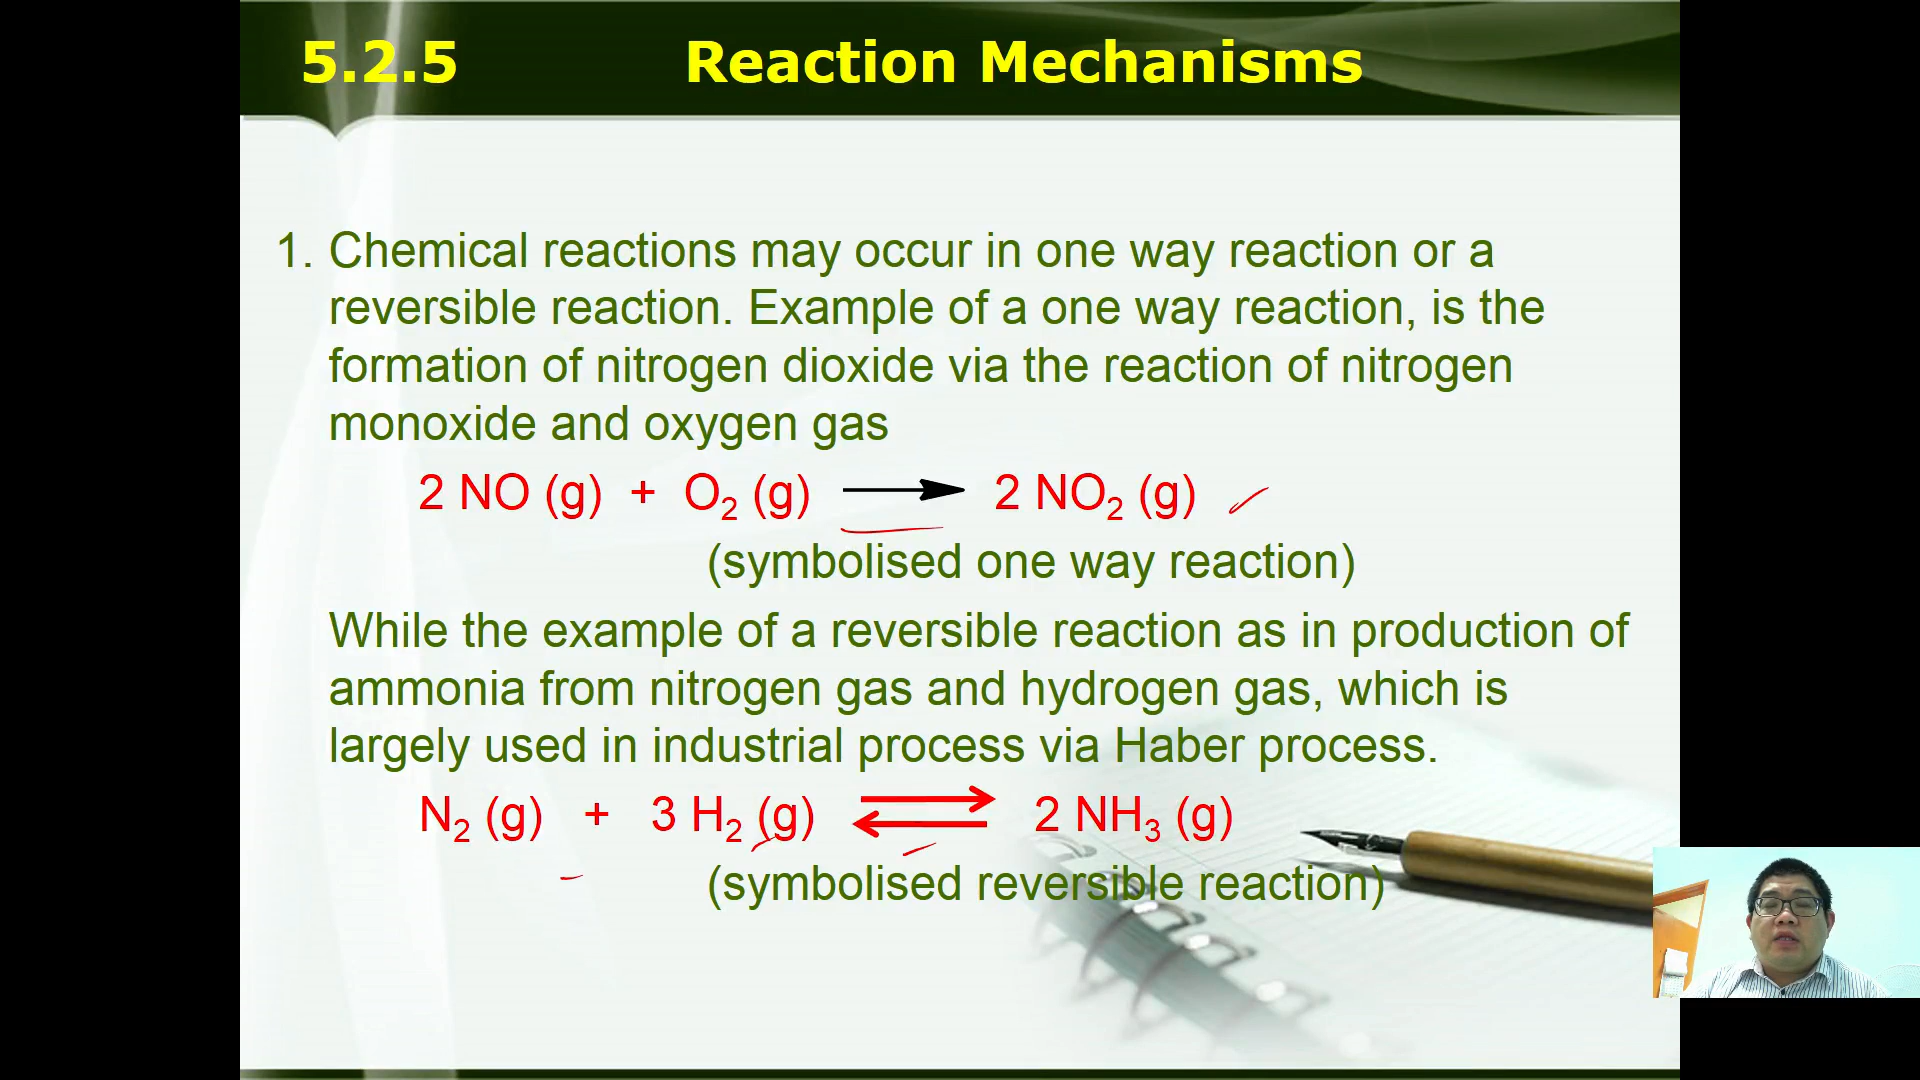 5.2.5 Reaction Mechanisms
1. Chemical reactions may occur in one way reaction or a
reversible reaction. Example of a one way reaction, is the
formation of nitrogen dioxide via the reaction of nitrogen
monoxide and oxygen gas
2 NO (g) + O₂ (g) ⟶ 2 NO₂ (g)
(symbolised one way reaction)
While the example of a reversible reaction as in production of
ammonia from nitrogen gas and hydrogen gas, which is
largely used in industrial process via Haber process.
N₂ (g) + 3 H₂ (g) ⇄ 2 NH₃ (g)
(symbolised reversible reaction)